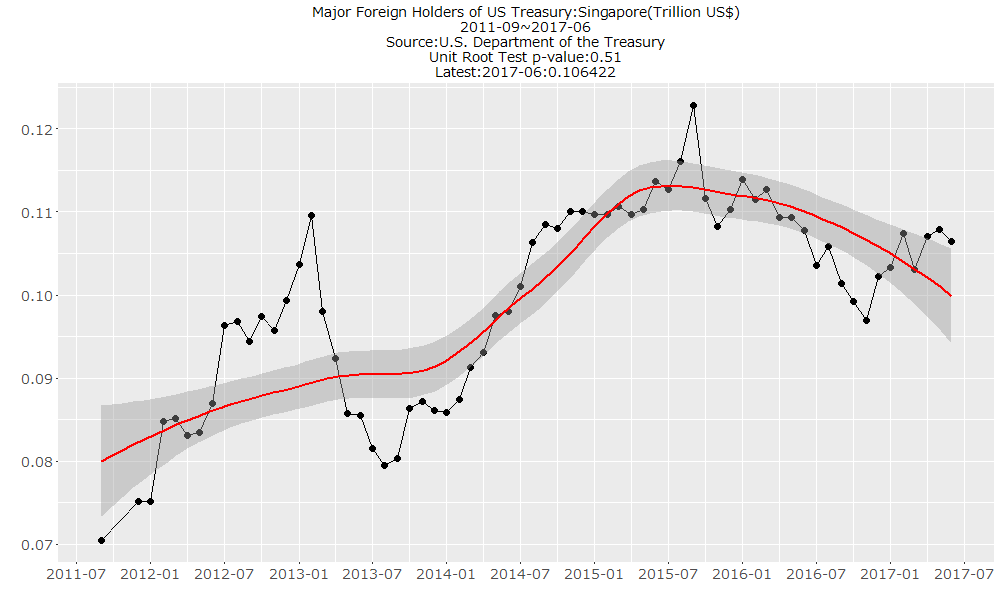 Major Foreign Holders of US Treasury:Singapore(Trillion US$)
2011-09~2017-06
Source:U.S. Department of the Treasury
Unit Root Test p-value:0.51
Latest:2017-06:0.106422
0.12
0.11
0.10
0.09
0.08
0.07
2011-07 2012-01 2012-07 2013-01 2013-07 2014-01 2014-07 2015-01 2015-07 2016-01 2016-07 2017-01 2017-07